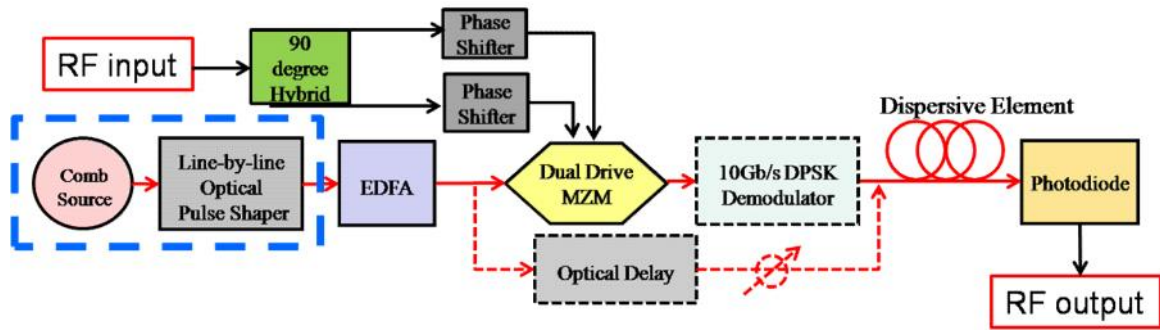 RF input
90
degree
Hybrid
Phase
Shifter
Phase
Shifter
Comb
Source
Line-by-line
Optical
Pulse Shaper
EDFA
Dual Drive
MZM
10Gb/s DPSK
Demodulator
Optical Delay
Dispersive Element
Photodiode
RF output